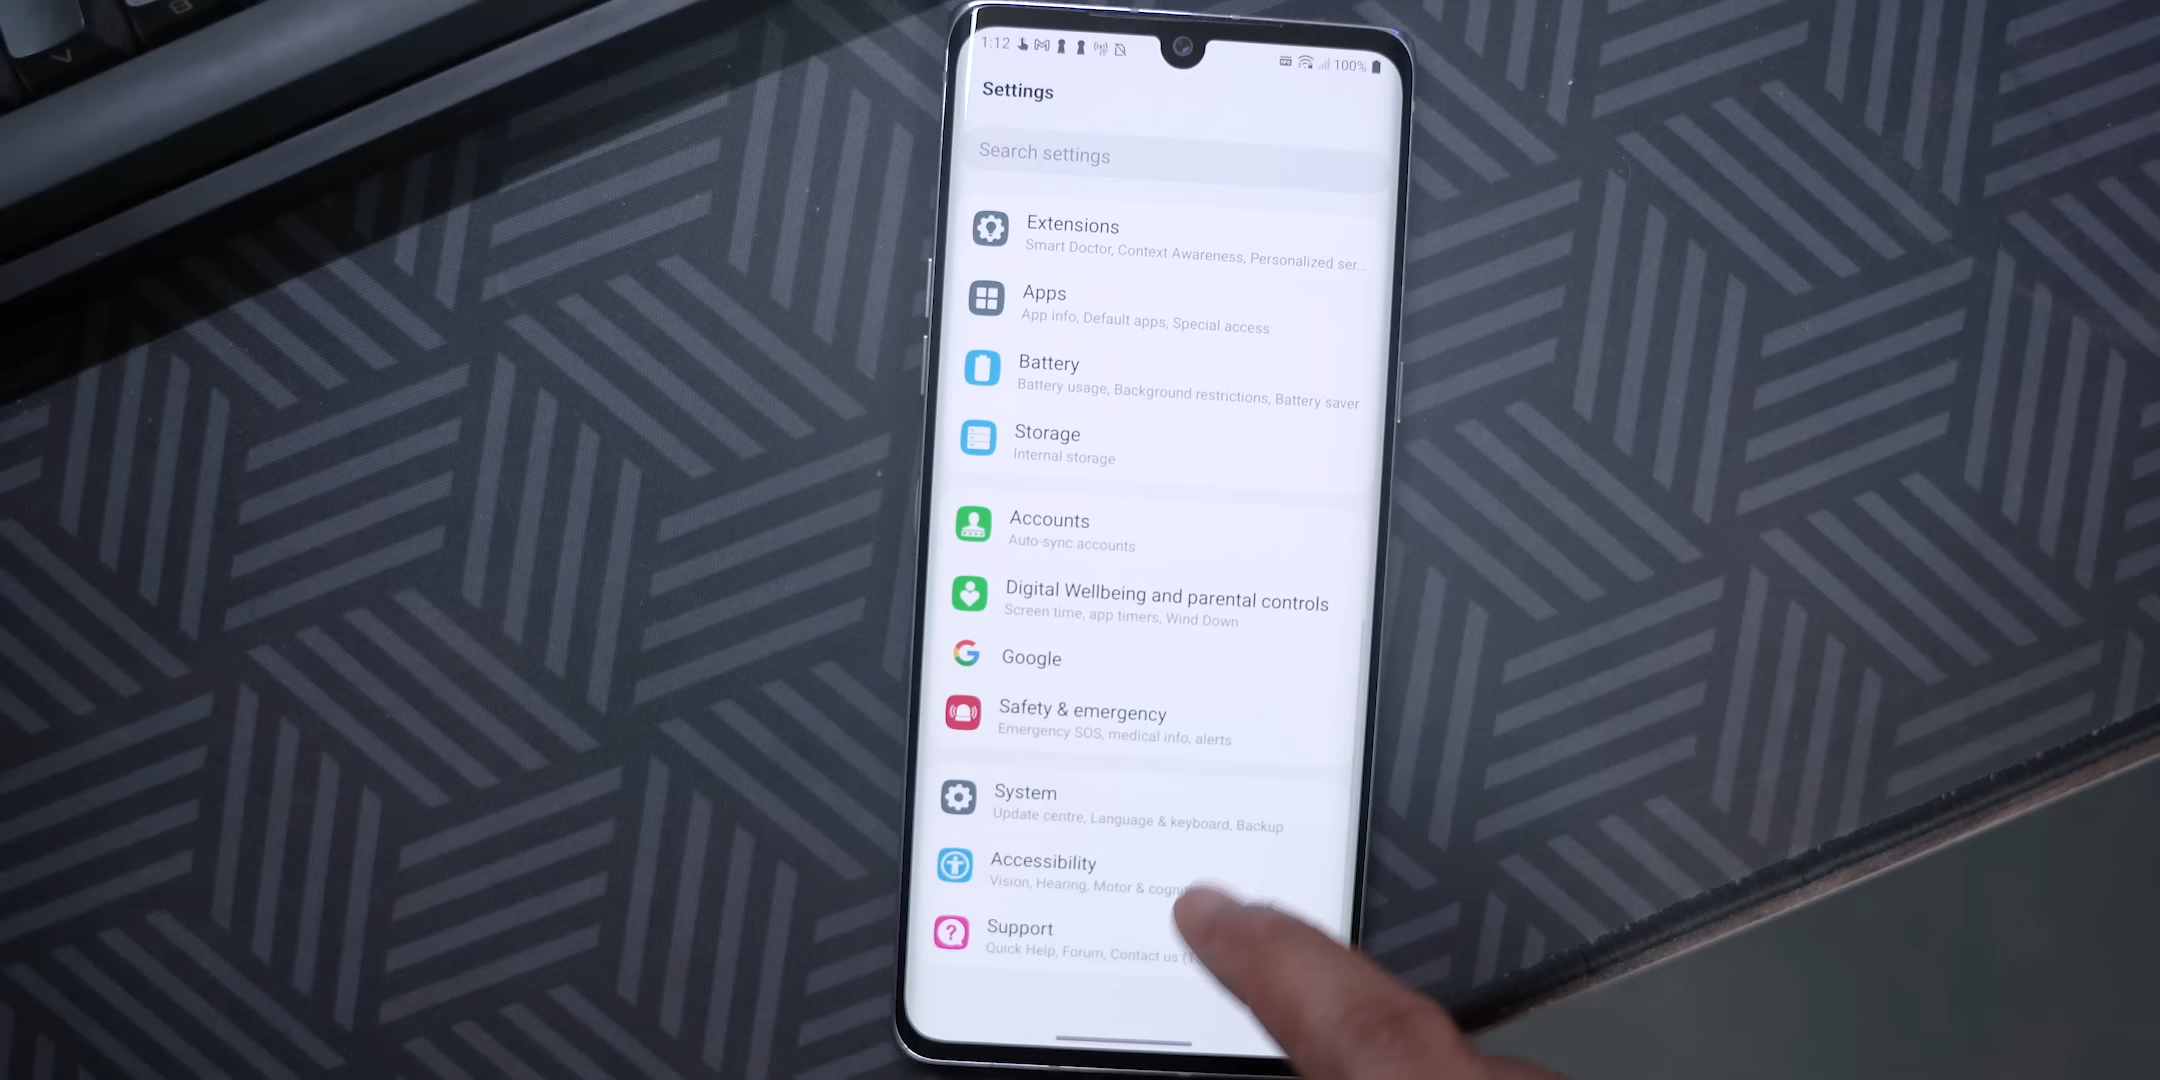 1:12
100%
Settings
Search settings
Extensions
Smart Doctor, Context Awareness, Personalized ser...
Apps
App info, Default apps, Special access
Battery
Battery usage, Background restrictions, Battery saver
Storage
Internal storage
Accounts
Auto-sync accounts
Digital Wellbeing and parental controls
Screen time, app timers, Wind Down
Google
Safety & emergency
Emergency SOS, medical info, alerts
System
Update centre, Language & keyboard, Backup
Accessibility
Vision, Hearing, Motor &
Support
Quick Help, Forum, Contact us